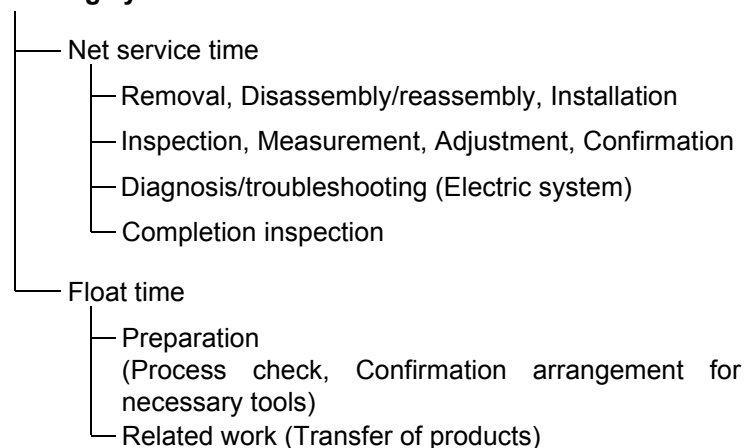 Net service time
Removal, Disassembly/reassembly, Installation
Inspection, Measurement, Adjustment, Confirmation
Diagnosis/troubleshooting (Electric system)
Completion inspection
Float time
Preparation
(Process check, Confirmation arrangement for
necessary tools)
Related work (Transfer of products)